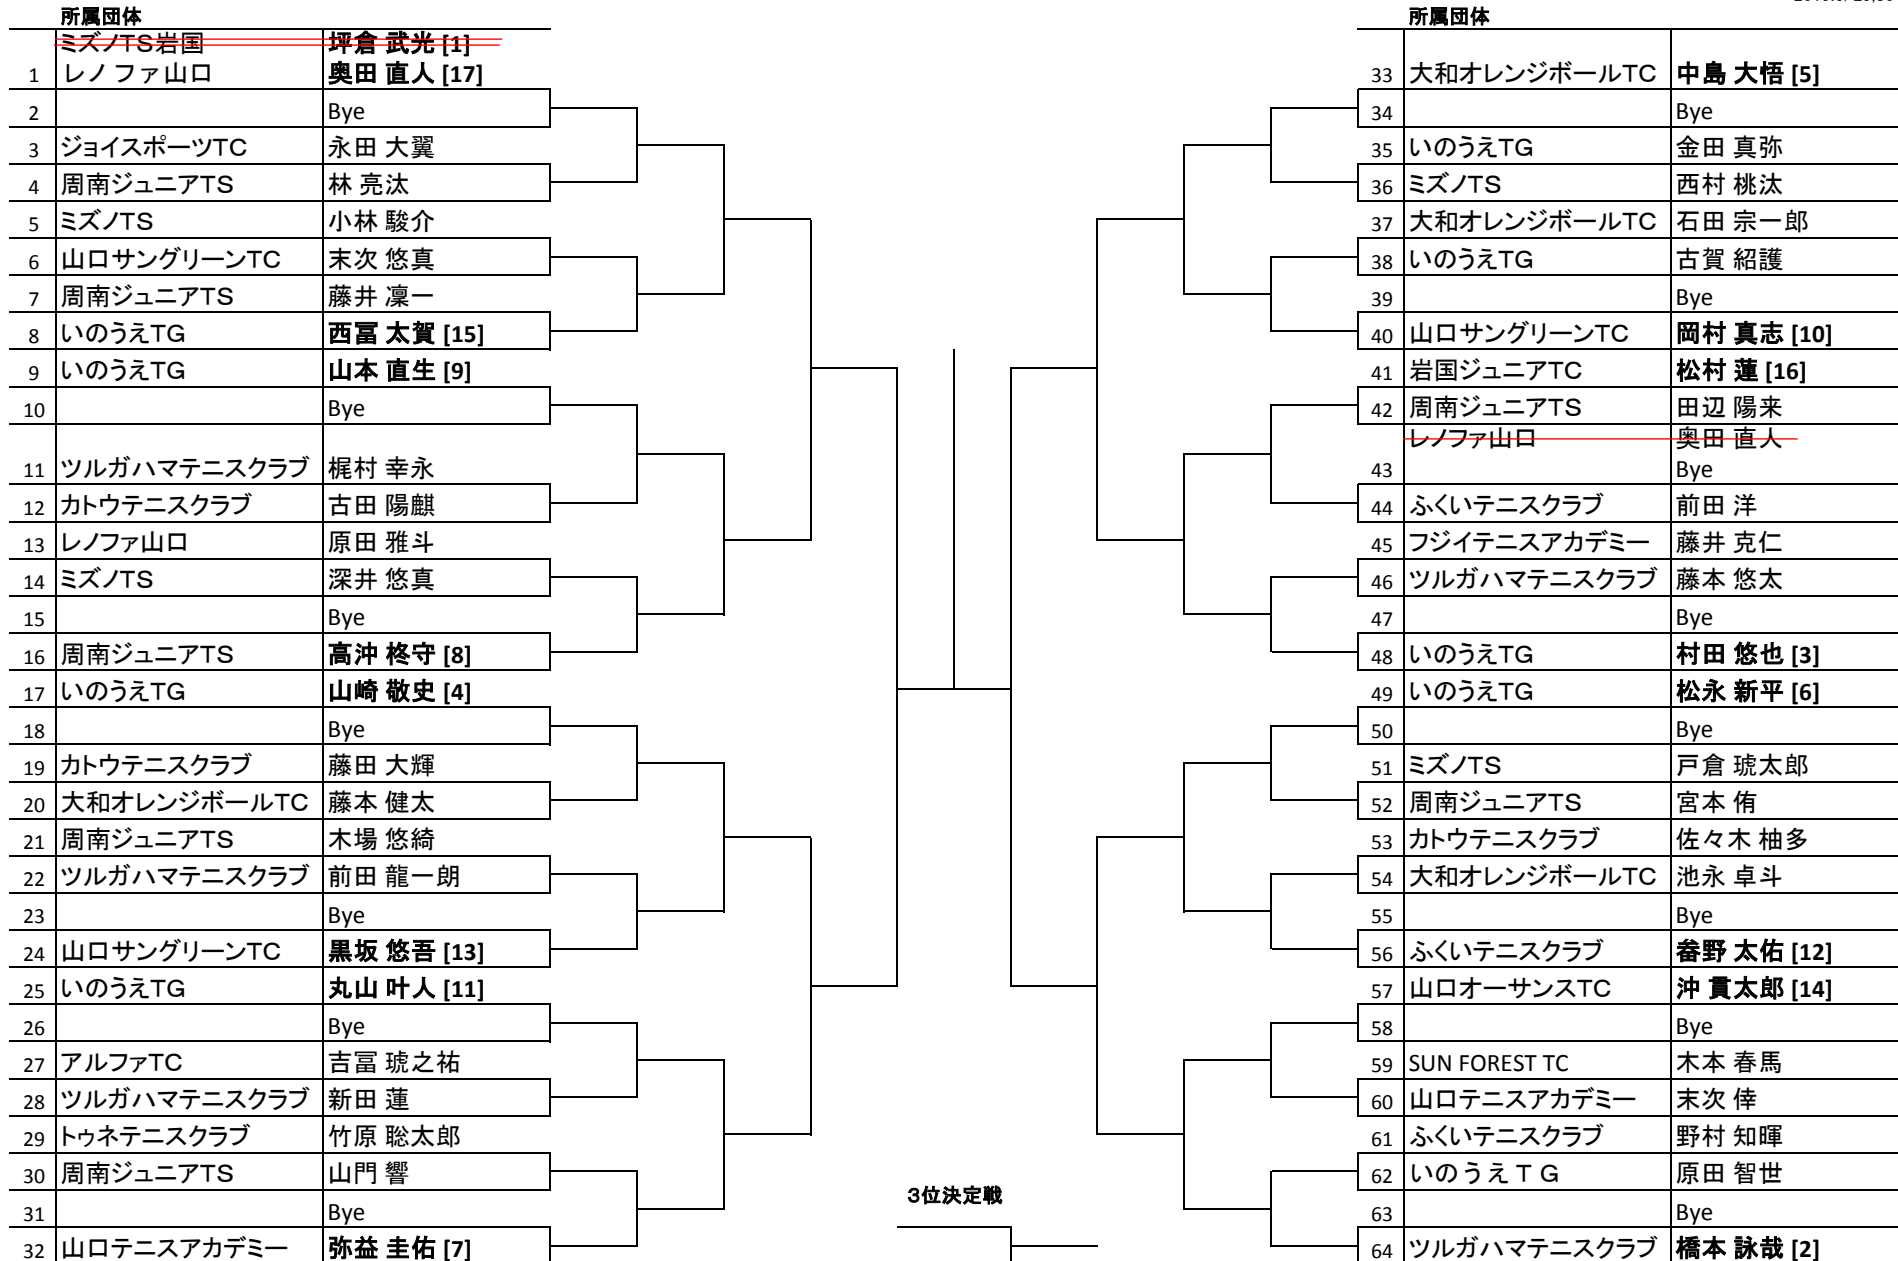 所属団体
ミズノTS岩国 坪倉 武光 [1]
1 レノファ山口 奥田 直人 [17]
2 Bye
3 ジョイスポーツTC 永田 大翼
4 周南ジュニアTS 林 亮汰
5 ミズノTS 小林 駿介
6 山口サングリーンTC 末次 悠真
7 周南ジュニアTS 藤井 凜一
8 いのうえTG 西冨 太賀 [15]
9 いのうえTG 山本 直生 [9]
10 Bye
11 ツルガハマテニスクラブ 梶村 幸永
12 カトウテニスクラブ 古田 陽麒
13 レノファ山口 原田 雅斗
14 ミズノTS 深井 悠真
15 Bye
16 周南ジュニアTS 高沖 柊守 [8]
17 いのうえTG 山崎 敬史 [4]
18 Bye
19 カトウテニスクラブ 藤田 大輝
20 大和オレンジボールTC 藤本 健太
21 周南ジュニアTS 木場 悠綺
22 ツルガハマテニスクラブ 前田 龍一朗
23 Bye
24 山口サングリーンTC 黒坂 悠吾 [13]
25 いのうえTG 丸山 叶人 [11]
26 Bye
27 アルファTC 吉冨 琥之祐
28 ツルガハマテニスクラブ 新田 蓮
29 トゥネテニスクラブ 竹原 聡太郎
30 周南ジュニアTS 山門 響
31 Bye
32 山口テニスアカデミー 弥益 圭佑 [7]
3位決定戦
所属団体
33 大和オレンジボールTC 中島 大悟 [5]
34 Bye
35 いのうえTG 金田 真弥
36 ミズノTS 西村 桃汰
37 大和オレンジボールTC 石田 宗一郎
38 いのうえTG 古賀 紹護
39 Bye
40 山口サングリーンTC 岡村 真志 [10]
41 岩国ジュニアTC 松村 蓮 [16]
42 周南ジュニアTS 田辺 陽来
レノファ山口 奥田 直人
43 Bye
44 ふくいテニスクラブ 前田 洋
45 フジイテニスアカデミー 藤井 克仁
46 ツルガハマテニスクラブ 藤本 悠太
47 Bye
48 いのうえTG 村田 悠也 [3]
49 いのうえTG 松永 新平 [6]
50 Bye
51 ミズノTS 戸倉 琥太郎
52 周南ジュニアTS 宮本 侑
53 カトウテニスクラブ 佐々木 柚多
54 大和オレンジボールTC 池永 卓斗
55 Bye
56 ふくいテニスクラブ 畚野 太佑 [12]
57 山口オーサンスTC 沖 貫太郎 [14]
58 Bye
59 SUN FOREST TC 木本 春馬
60 山口テニスアカデミー 末次 倖
61 ふくいテニスクラブ 野村 知暉
62 いのうえTG 原田 智世
63 Bye
64 ツルガハマテニスクラブ 橋本 詠哉 [2]